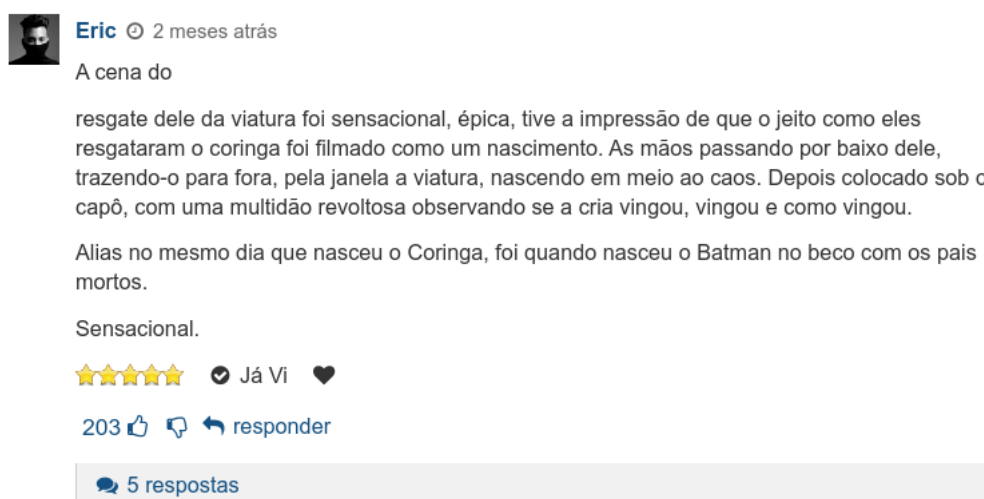 Eric 2 meses atrás
A cena do
resgate dele da viatura foi sensacional, épica, tive a impressão de que o jeito como eles
resgataram o coringa foi filmado como um nascimento. As mãos passando por baixo dele,
trazendo-o para fora, pela janela a viatura, nascendo em meio ao caos. Depois colocado sob o
capô, com uma multidão revoltosa observando se a cria vingou, vingou e como vingou.
Alias no mesmo dia que nasceu o Coringa, foi quando nasceu o Batman no beco com os pais
mortos.
Sensacional.
Já Vi
203 responder
5 respostas